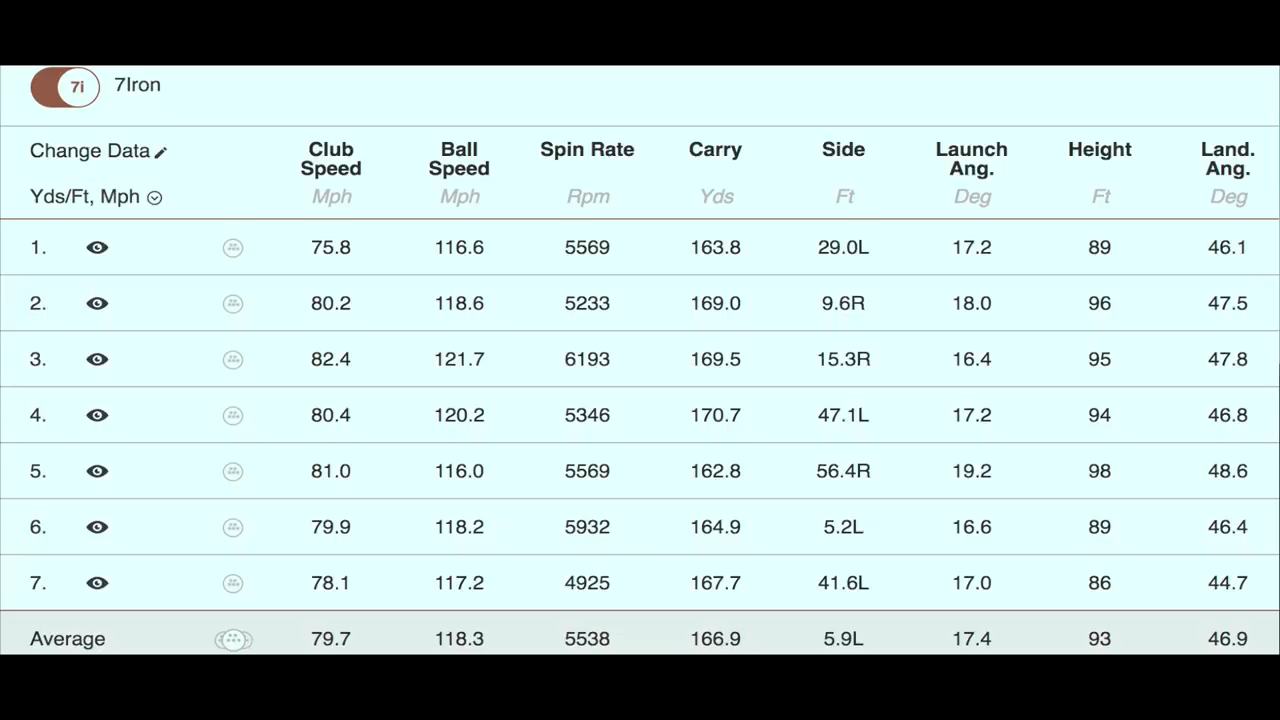 7i 7Iron
Change Data Club Speed Ball Speed Spin Rate Carry Side Launch Ang. Height Land. Ang.
Yds/Ft, Mph Mph Mph Rpm Yds Ft Deg Ft Deg
1. 75.8 116.6 5569 163.8 29.0L 17.2 89 46.1
2. 80.2 118.6 5233 169.0 9.6R 18.0 96 47.5
3. 82.4 121.7 6193 169.5 15.3R 16.4 95 47.8
4. 80.4 120.2 5346 170.7 47.1L 17.2 94 46.8
5. 81.0 116.0 5569 162.8 56.4R 19.2 98 48.6
6. 79.9 118.2 5932 164.9 5.2L 16.6 89 46.4
7. 78.1 117.2 4925 167.7 41.6L 17.0 86 44.7
Average 79.7 118.3 5538 166.9 5.9L 17.4 93 46.9